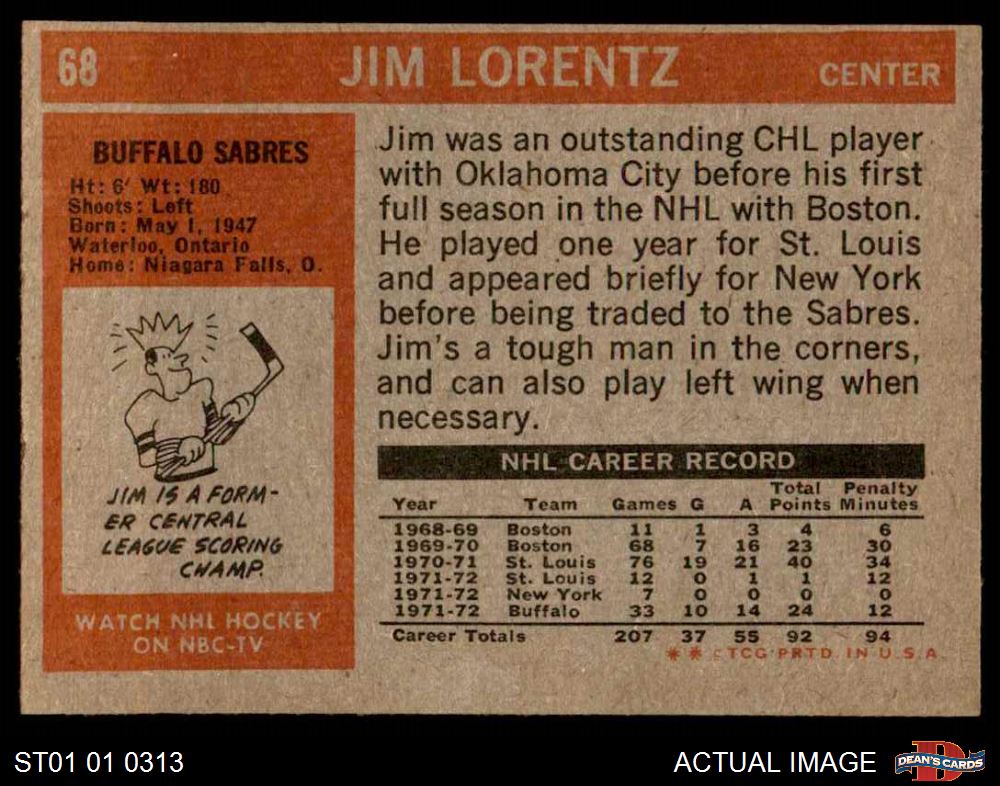 68 JIM LORENTZ CENTER
BUFFALO SABRES
Ht: 6' Wt: 180
Shoots: Left
Born: May 1, 1947
Waterloo, Ontario
Home: Niagara Falls, O.
JIM IS A FORM-
ER CENTRAL
LEAGUE SCORING
CHAMP.
WATCH NHL HOCKEY
ON NBC-TV
Jim was an outstanding CHL player
with Oklahoma City before his first
full season in the NHL with Boston.
He played one year for St. Louis
and appeared briefly for New York
before being traded to the Sabres.
Jim's a tough man in the corners,
and can also play left wing when
necessary.
NHL CAREER RECORD
Year Team Games G A Total Points Penalty Minutes
1968-69 Boston 11 1 3 4 6
1969-70 Boston 68 7 16 23 30
1970-71 St. Louis 76 19 21 40 34
1971-72 St. Louis 12 0 1 1 12
1971-72 New York 7 0 0 0 0
1971-72 Buffalo 33 10 14 24 12
Career Totals 207 37 55 92 94
* * © TCG PRTD. IN U.S.A.
ST01 01 0313 ACTUAL IMAGE DEAN'S CARDS